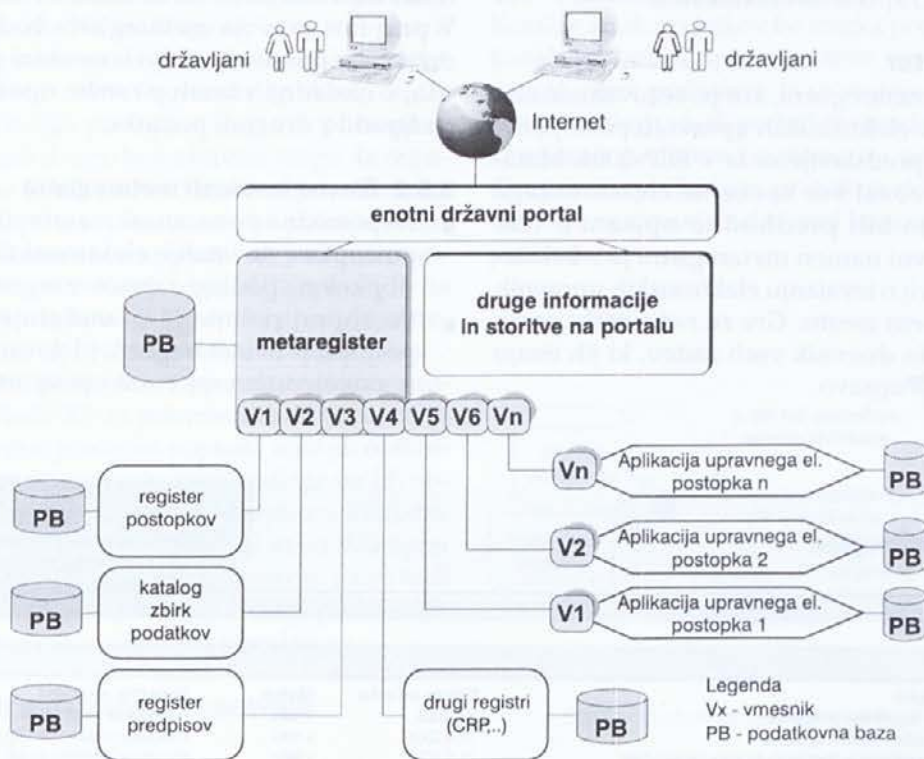 državljani
državljani
Internet
enotni državni portal
PB
metaregister
druge informacije
in storitve na portalu
V1 V2 V3 V4 V5 V6 Vn
PB
register
postopkov
Vn
Aplikacija upravnega el.
postopka n
PB
PB
katalog
zbirk
podatkov
V2
Aplikacija upravnega el.
postopka 2
PB
V1
Aplikacija upravnega el.
postopka 1
PB
PB
register
predpisov
drugi registri
(CRP,..)
PB
Legenda
Vx - vmesnik
PB - podatkovna baza